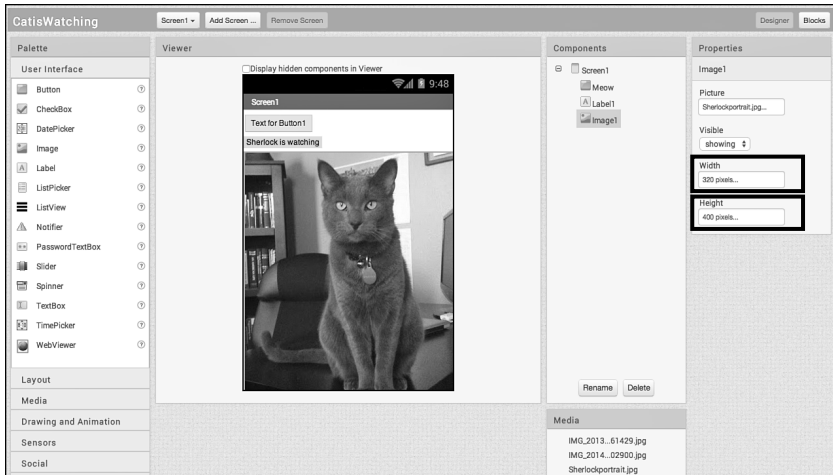 CatisWatching
Screen1
Add Screen ...
Remove Screen
Designer
Blocks
Palette
User Interface
Button
CheckBox
DatePicker
Image
Label
ListPicker
ListView
Notifier
PasswordTextBox
Slider
Spinner
TextBox
TimePicker
WebViewer
Layout
Media
Drawing and Animation
Sensors
Social
Viewer
Display hidden components in Viewer
9:48
Screen1
Text for Button1
Sherlock is watching
Components
Screen1
Meow
Label1
Image1
Rename
Delete
Media
IMG_2013...61429.jpg
IMG_2014...02900.jpg
Sherlockportrait.jpg
Properties
Image1
Picture
Sherlockportrait.jpg...
Visible
showing
Width
320 pixels...
Height
400 pixels...